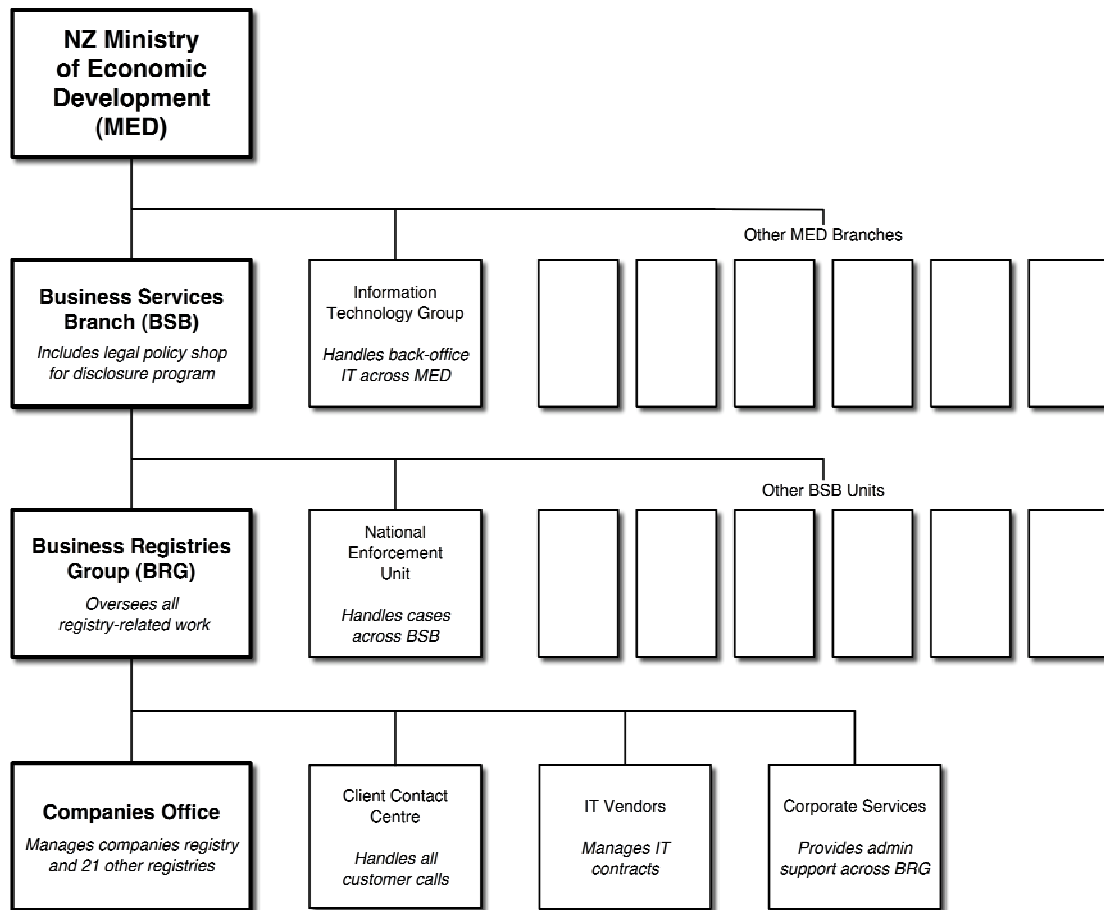 NZ Ministry
of Economic
Development
(MED)
Other MED Branches
Business Services
Branch (BSB)
Includes legal policy shop
for disclosure program
Information
Technology Group
Handles back-office
IT across MED
Other BSB Units
Business Registries
Group (BRG)
Oversees all
registry-related work
National
Enforcement
Unit
Handles cases
across BSB
Companies Office
Manages companies registry
and 21 other registries
Client Contact
Centre
Handles all
customer calls
IT Vendors
Manages IT
contracts
Corporate Services
Provides admin
support across BRG